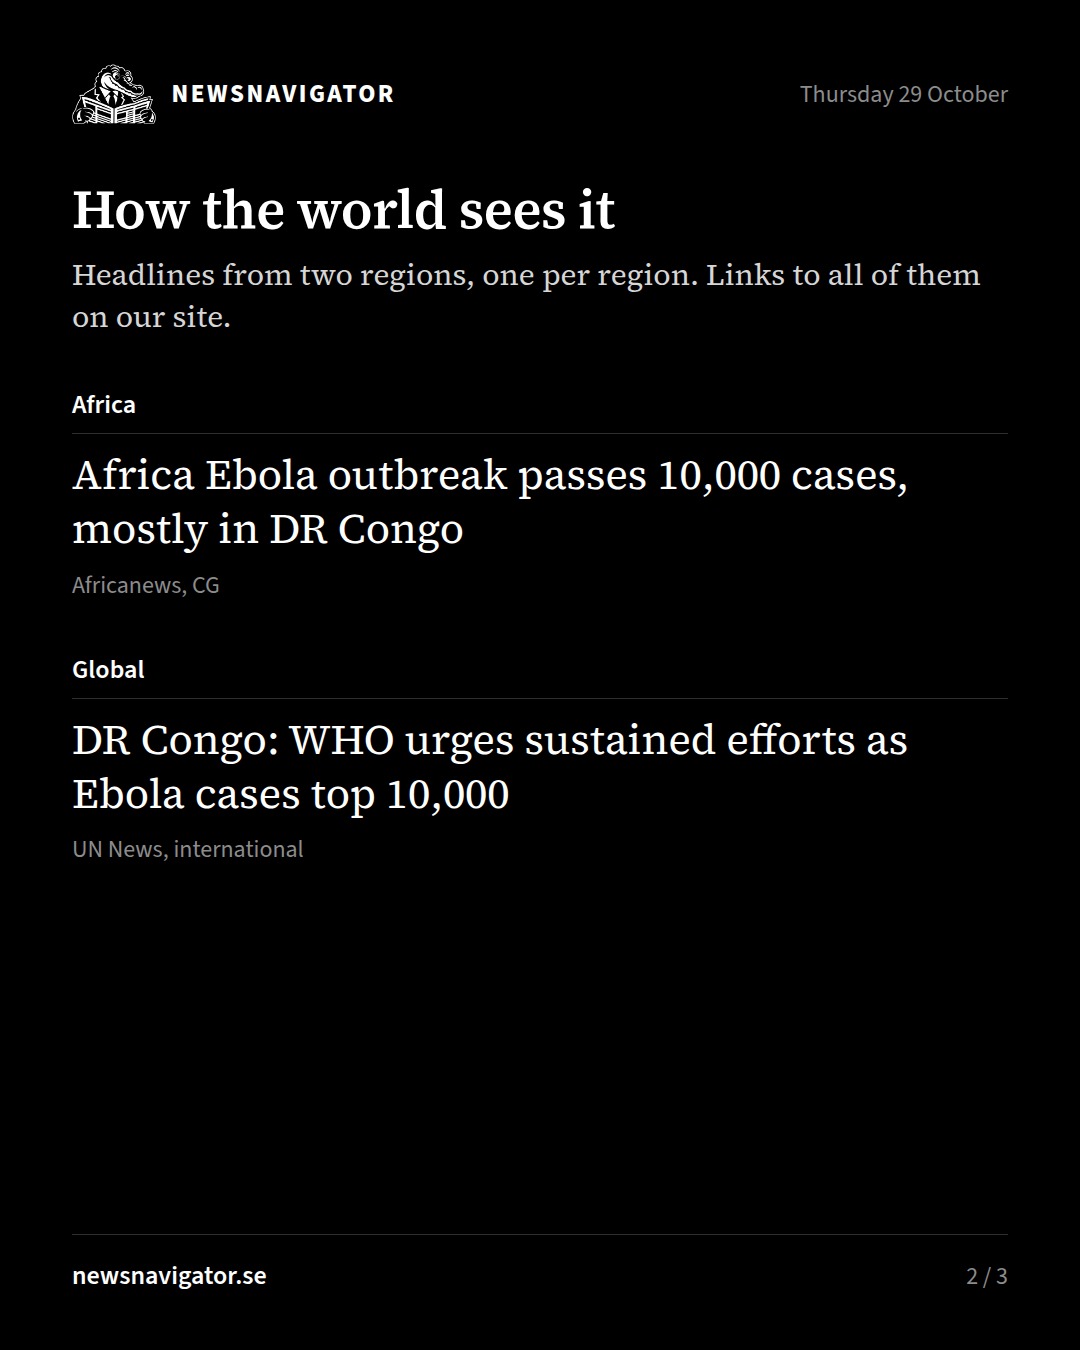 NEWSNAVIGATOR
Thursday 29 October
How the world sees it
Headlines from two regions, one per region. Links to all of them
on our site.
Africa
Africa Ebola outbreak passes 10,000 cases,
mostly in DR Congo
Africanews, CG
Global
DR Congo: WHO urges sustained efforts as
Ebola cases top 10,000
UN News, international
newsnavigator.se
2 / 3